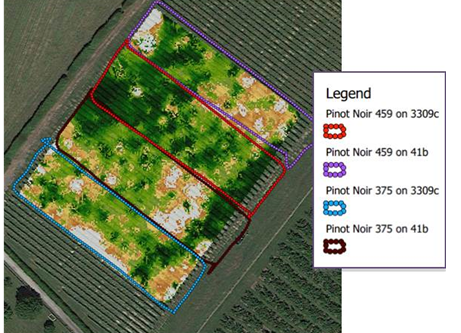 Legend
Pinot Noir 459 on 3309c
Pinot Noir 459 on 41b
Pinot Noir 375 on 3309c
Pinot Noir 375 on 41b